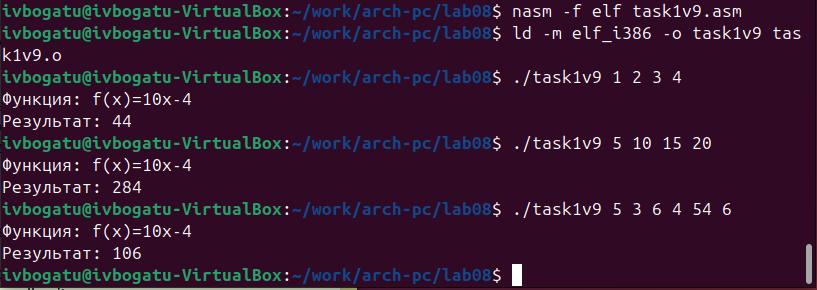 ivbogatu@ivbogatu-VirtualBox:~/work/arch-pc/lab08$ nasm -f elf task1v9.asm
ivbogatu@ivbogatu-VirtualBox:~/work/arch-pc/lab08$ ld -m elf_i386 -o task1v9 tas
k1v9.o
ivbogatu@ivbogatu-VirtualBox:~/work/arch-pc/lab08$ ./task1v9 1 2 3 4
Функция: f(x)=10x-4
Результат: 44
ivbogatu@ivbogatu-VirtualBox:~/work/arch-pc/lab08$ ./task1v9 5 10 15 20
Функция: f(x)=10x-4
Результат: 284
ivbogatu@ivbogatu-VirtualBox:~/work/arch-pc/lab08$ ./task1v9 5 3 6 4 54 6
Функция: f(x)=10x-4
Результат: 106
ivbogatu@ivbogatu-VirtualBox:~/work/arch-pc/lab08$